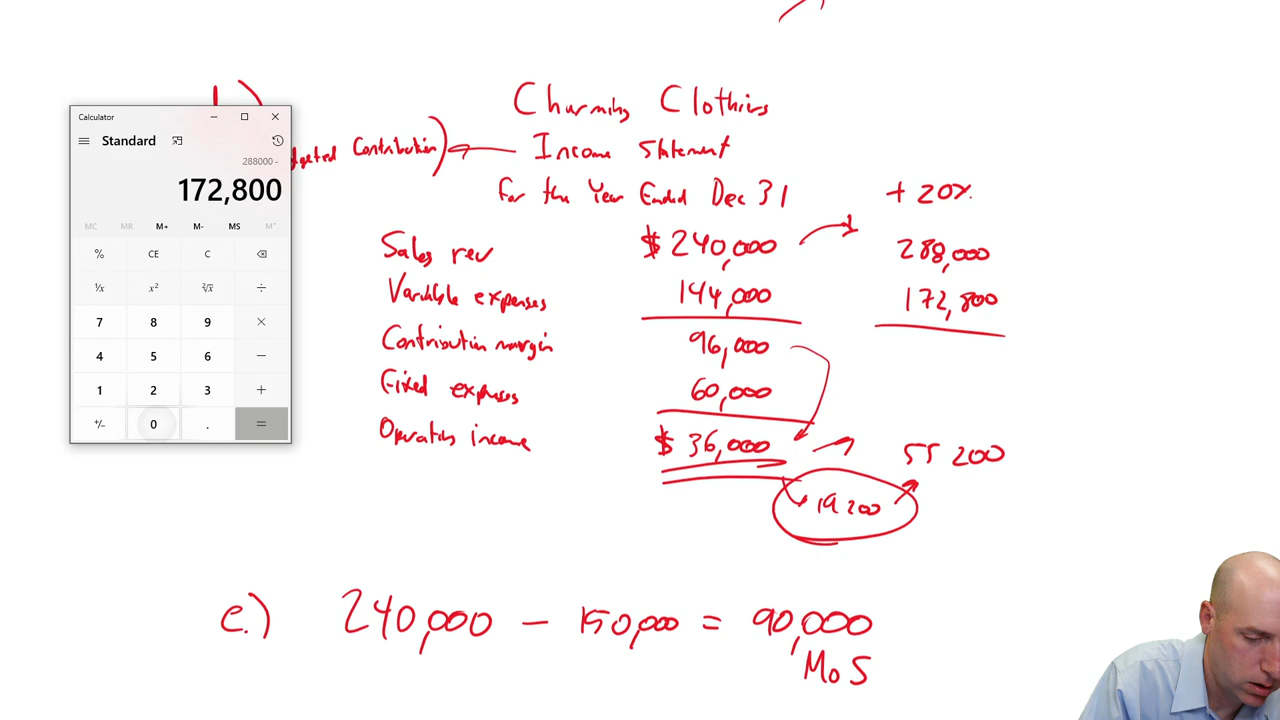 Charming Clothiers
dgeted Contribution) Income Statement
For the Year Ended Dec 31 + 20%
Sales rev $ 240,000 288,000
Variable expenses 144,000 172,800
Contribution margin 96,000
Fixed expenses 60,000
Operating income $ 36,000 55 200
19 200
e.) 240,000 - 150,000 = 90,000
MoS
Calculator
Standard
288000 -
172,800
MC MR M+ M- MS M˅
% CE C
⅟x x² ²√x ÷
7 8 9 ×
4 5 6 −
1 2 3 +
+/- 0 . =